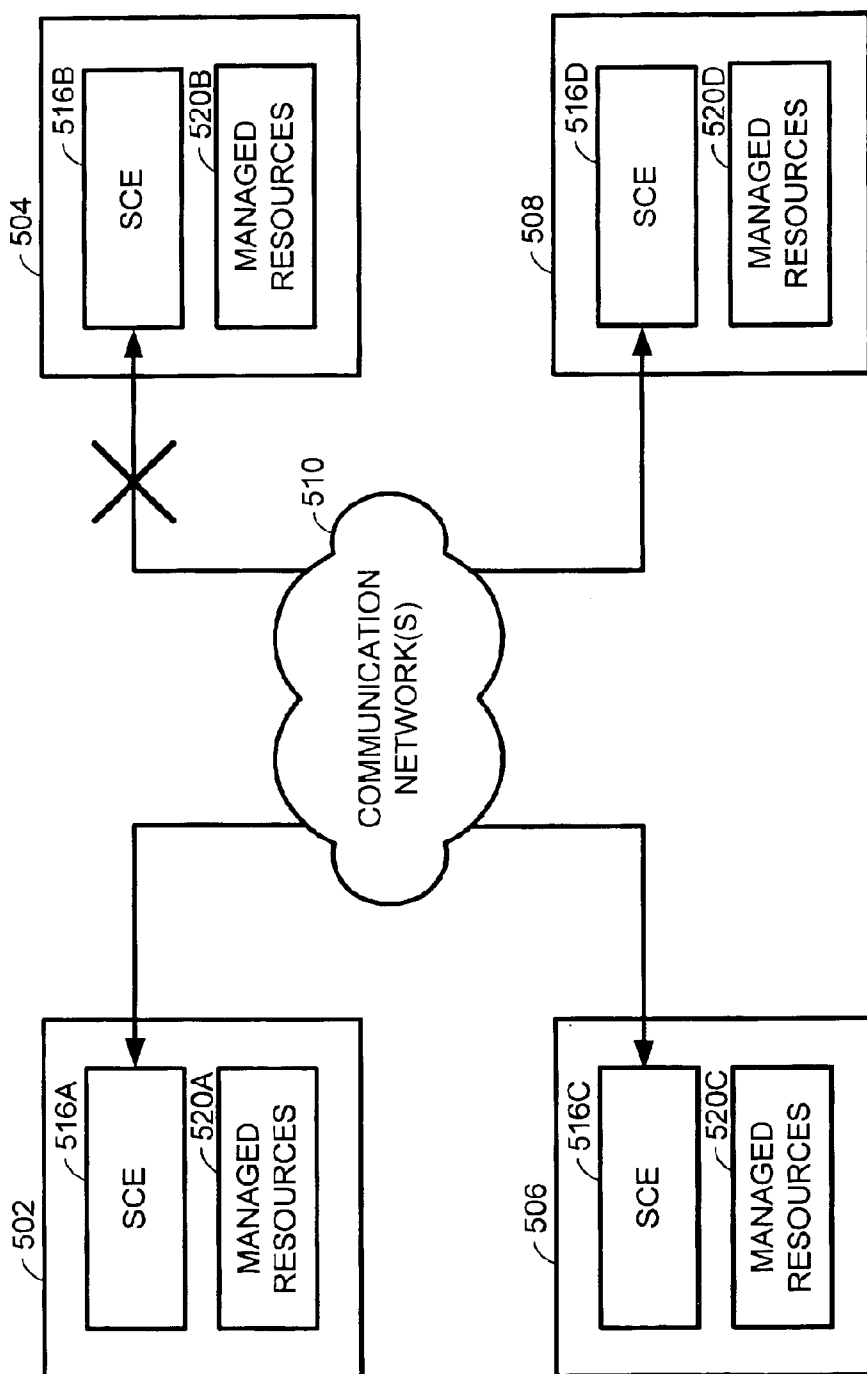 502
516A
SCE
520A
MANAGED
RESOURCES
504
516B
SCE
520B
MANAGED
RESOURCES
510
COMMUNICATION
NETWORK(S)
506
516C
SCE
520C
MANAGED
RESOURCES
508
516D
SCE
520D
MANAGED
RESOURCES